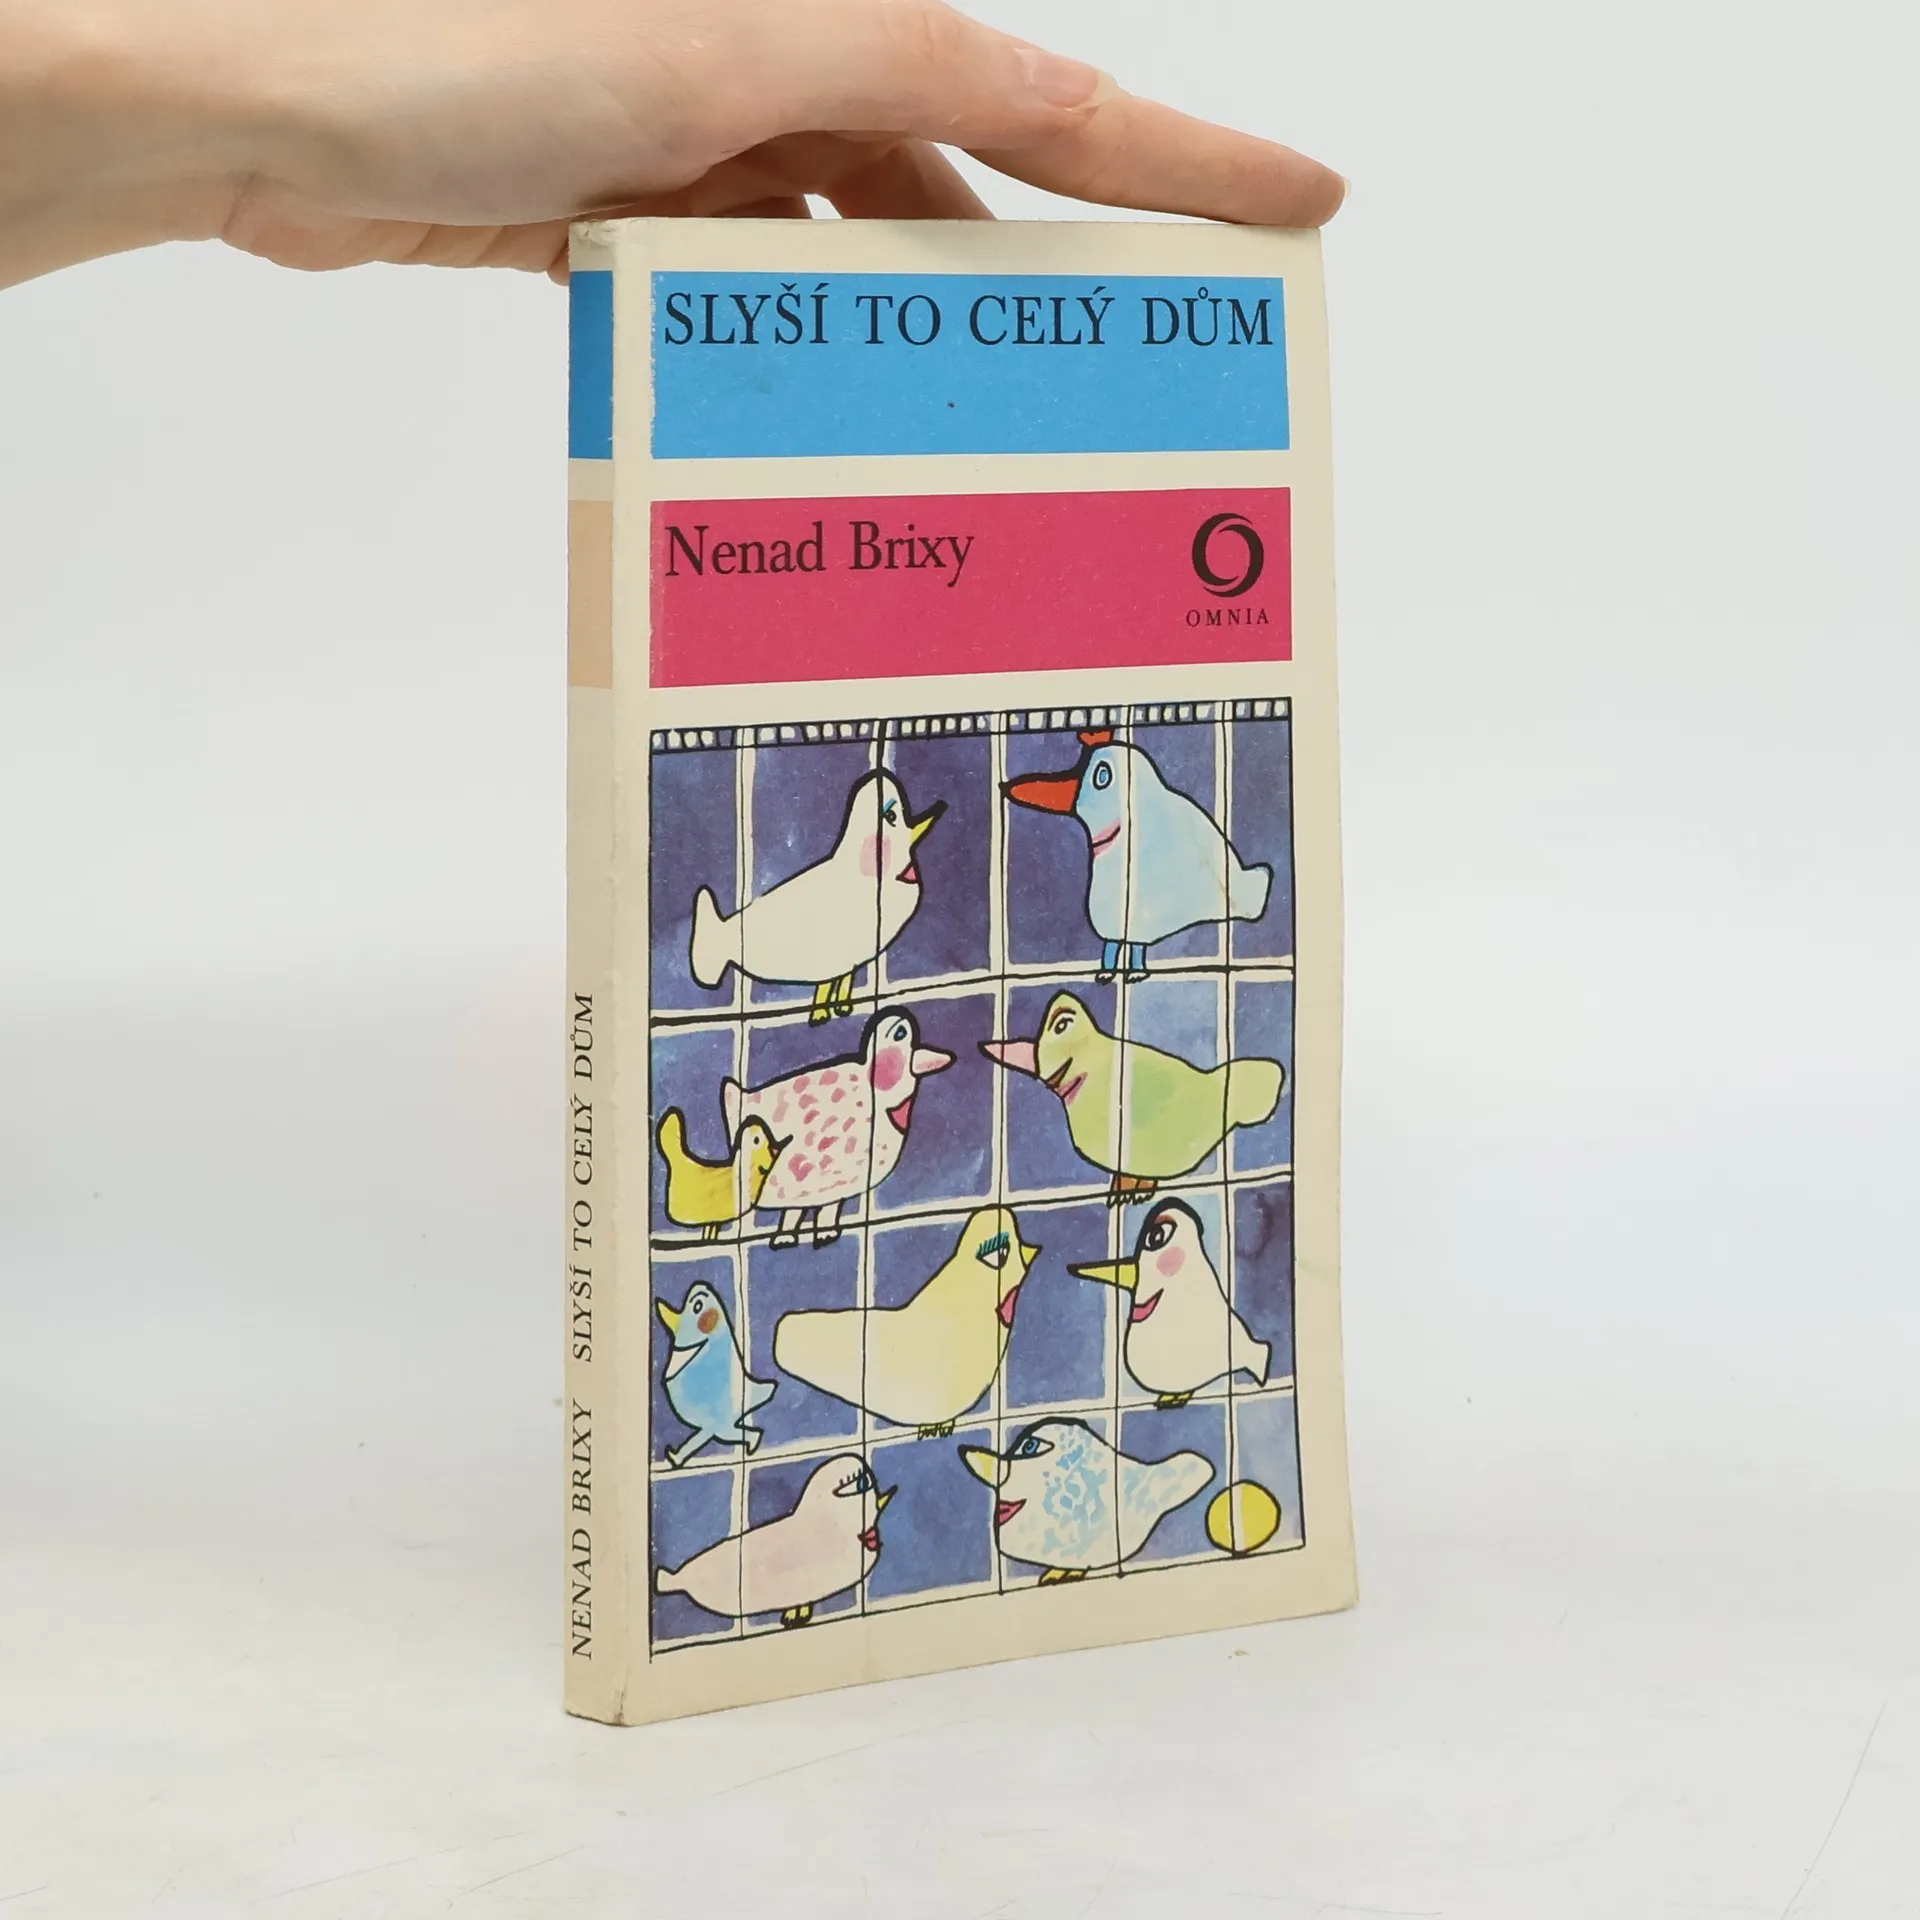 SLYŠÍ TO CELÝ DŮM
Nenad Brixy
OMNIA
NENAD BRIXY SLYŠÍ TO CELÝ DŮM